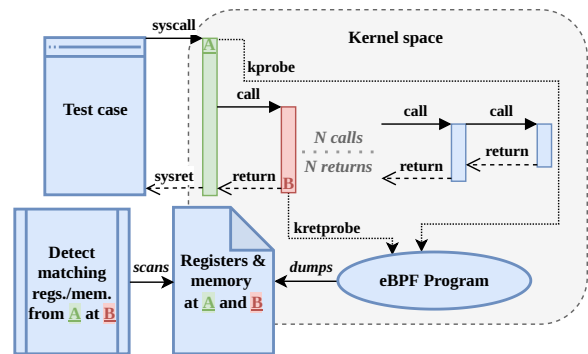 syscall
Kernel space
A
kprobe
Test case
call
call
call
N calls
N returns
sysret
return
B
return
return
kretprobe
Detect
matching
regs./mem.
from A at B
scans
Registers &
memory
at A and B
dumps
eBPF Program